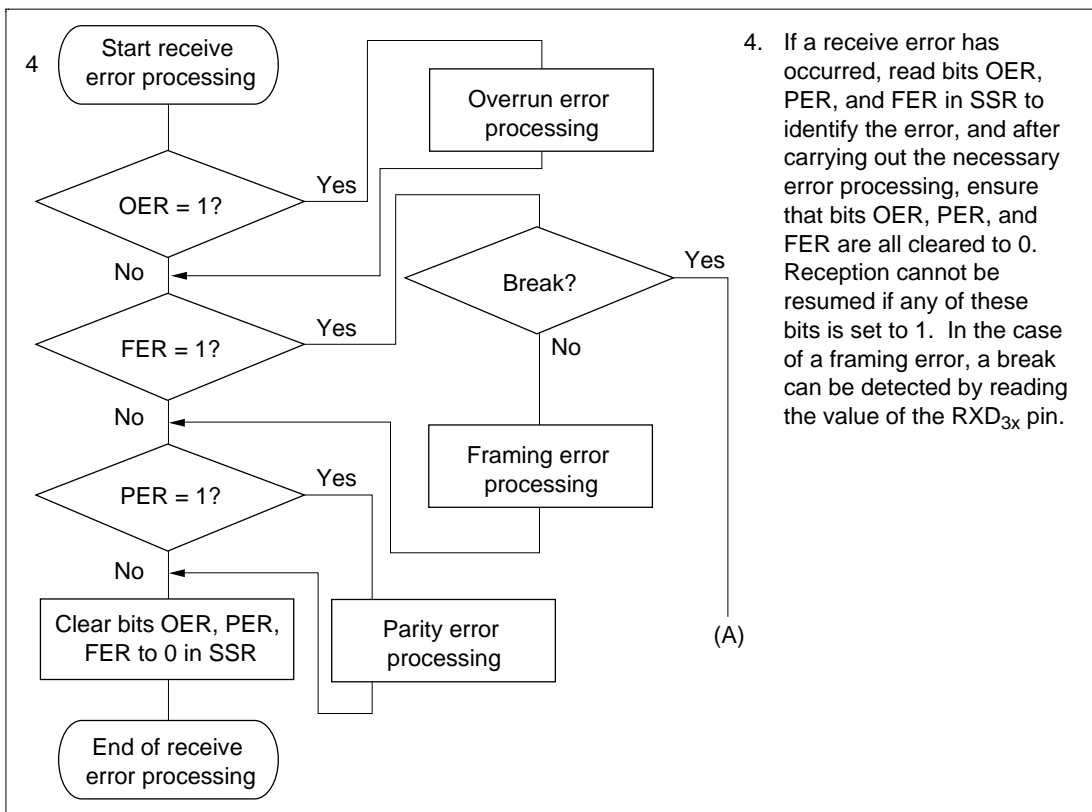 4
Start receive
error processing
Overrun error
processing
OER = 1?
Yes
No
Break?
Yes
FER = 1?
Yes
No
No
Framing error
processing
PER = 1?
Yes
No
Clear bits OER, PER,
FER to 0 in SSR
Parity error
processing
(A)
End of receive
error processing
4. If a receive error has
occurred, read bits OER,
PER, and FER in SSR to
identify the error, and after
carrying out the necessary
error processing, ensure
that bits OER, PER, and
FER are all cleared to 0.
Reception cannot be
resumed if any of these
bits is set to 1. In the case
of a framing error, a break
can be detected by reading
the value of the RXD3x pin.